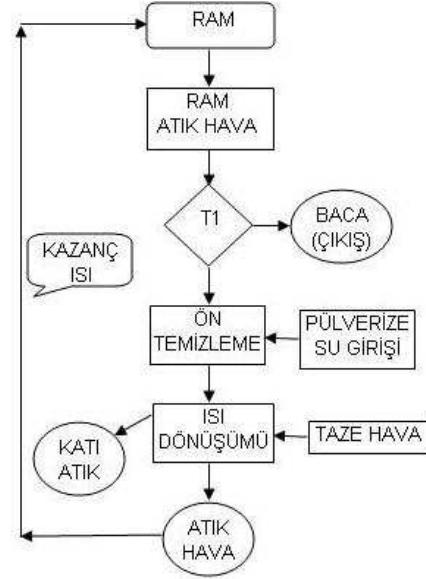 RAM
RAM
ATIK HAVA
T1
BACA
(ÇIKIŞ)
KAZANÇ
ISI
ÖN
TEMİZLEME
PÜLVERİZE
SU GİRİŞİ
ISI
DÖNÜŞÜMÜ
TAZE HAVA
KATI
ATIK
ATIK
HAVA